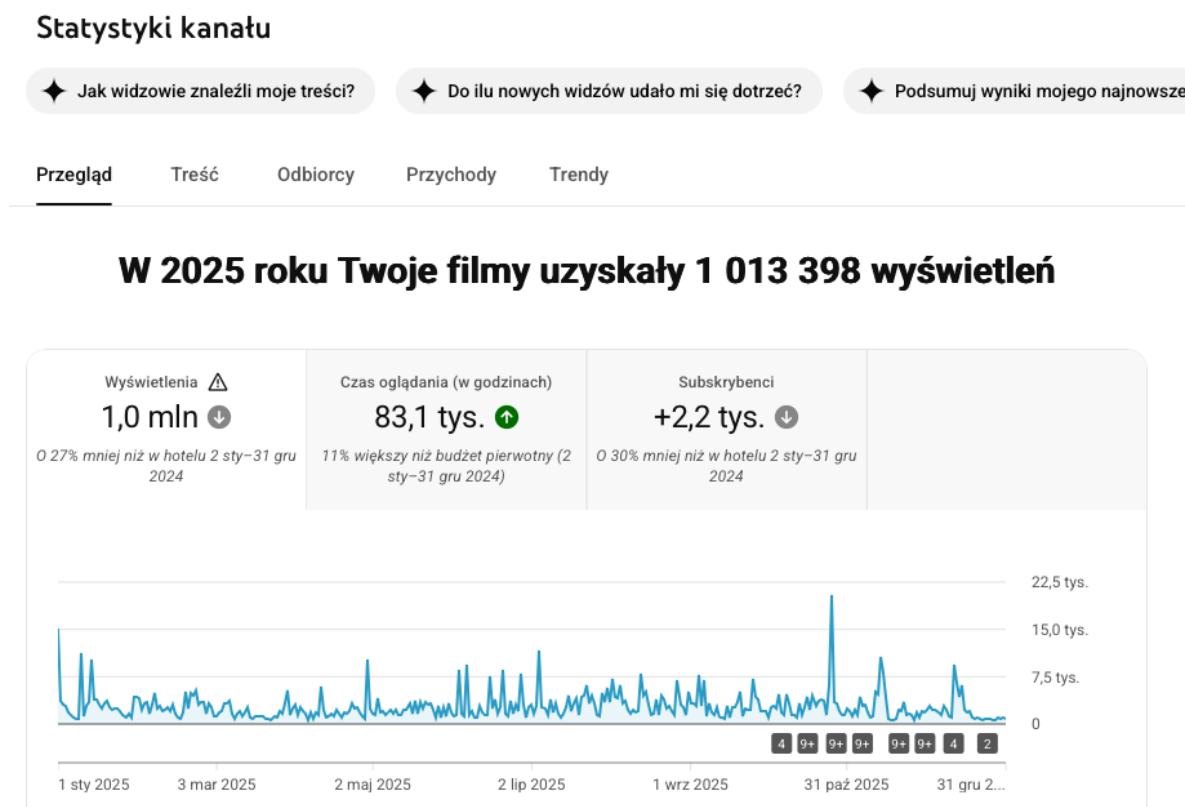 Statystyki kanału
Jak widzowie znaleźli moje treści?
Do ilu nowych widzów udało mi się dotrzeć?
Podsumuj wyniki mojego najnowsze
Przegląd
Treść
Odbiorcy
Przychody
Trendy
W 2025 roku Twoje filmy uzyskały 1 013 398 wyświetleń
Wyświetlenia
1,0 mln
O 27% mniej niż w hotelu 2 sty–31 gru
2024
Czas oglądania (w godzinach)
83,1 tys.
11% większy niż budżet pierwotny (2
sty–31 gru 2024)
Subskrybenci
+2,2 tys.
O 30% mniej niż w hotelu 2 sty–31 gru
2024
22,5 tys.
15,0 tys.
7,5 tys.
0
4 9+ 9+ 9+ 9+ 9+ 4 2
1 sty 2025
3 mar 2025
2 maj 2025
2 lip 2025
1 wrz 2025
31 paź 2025
31 gru 2...